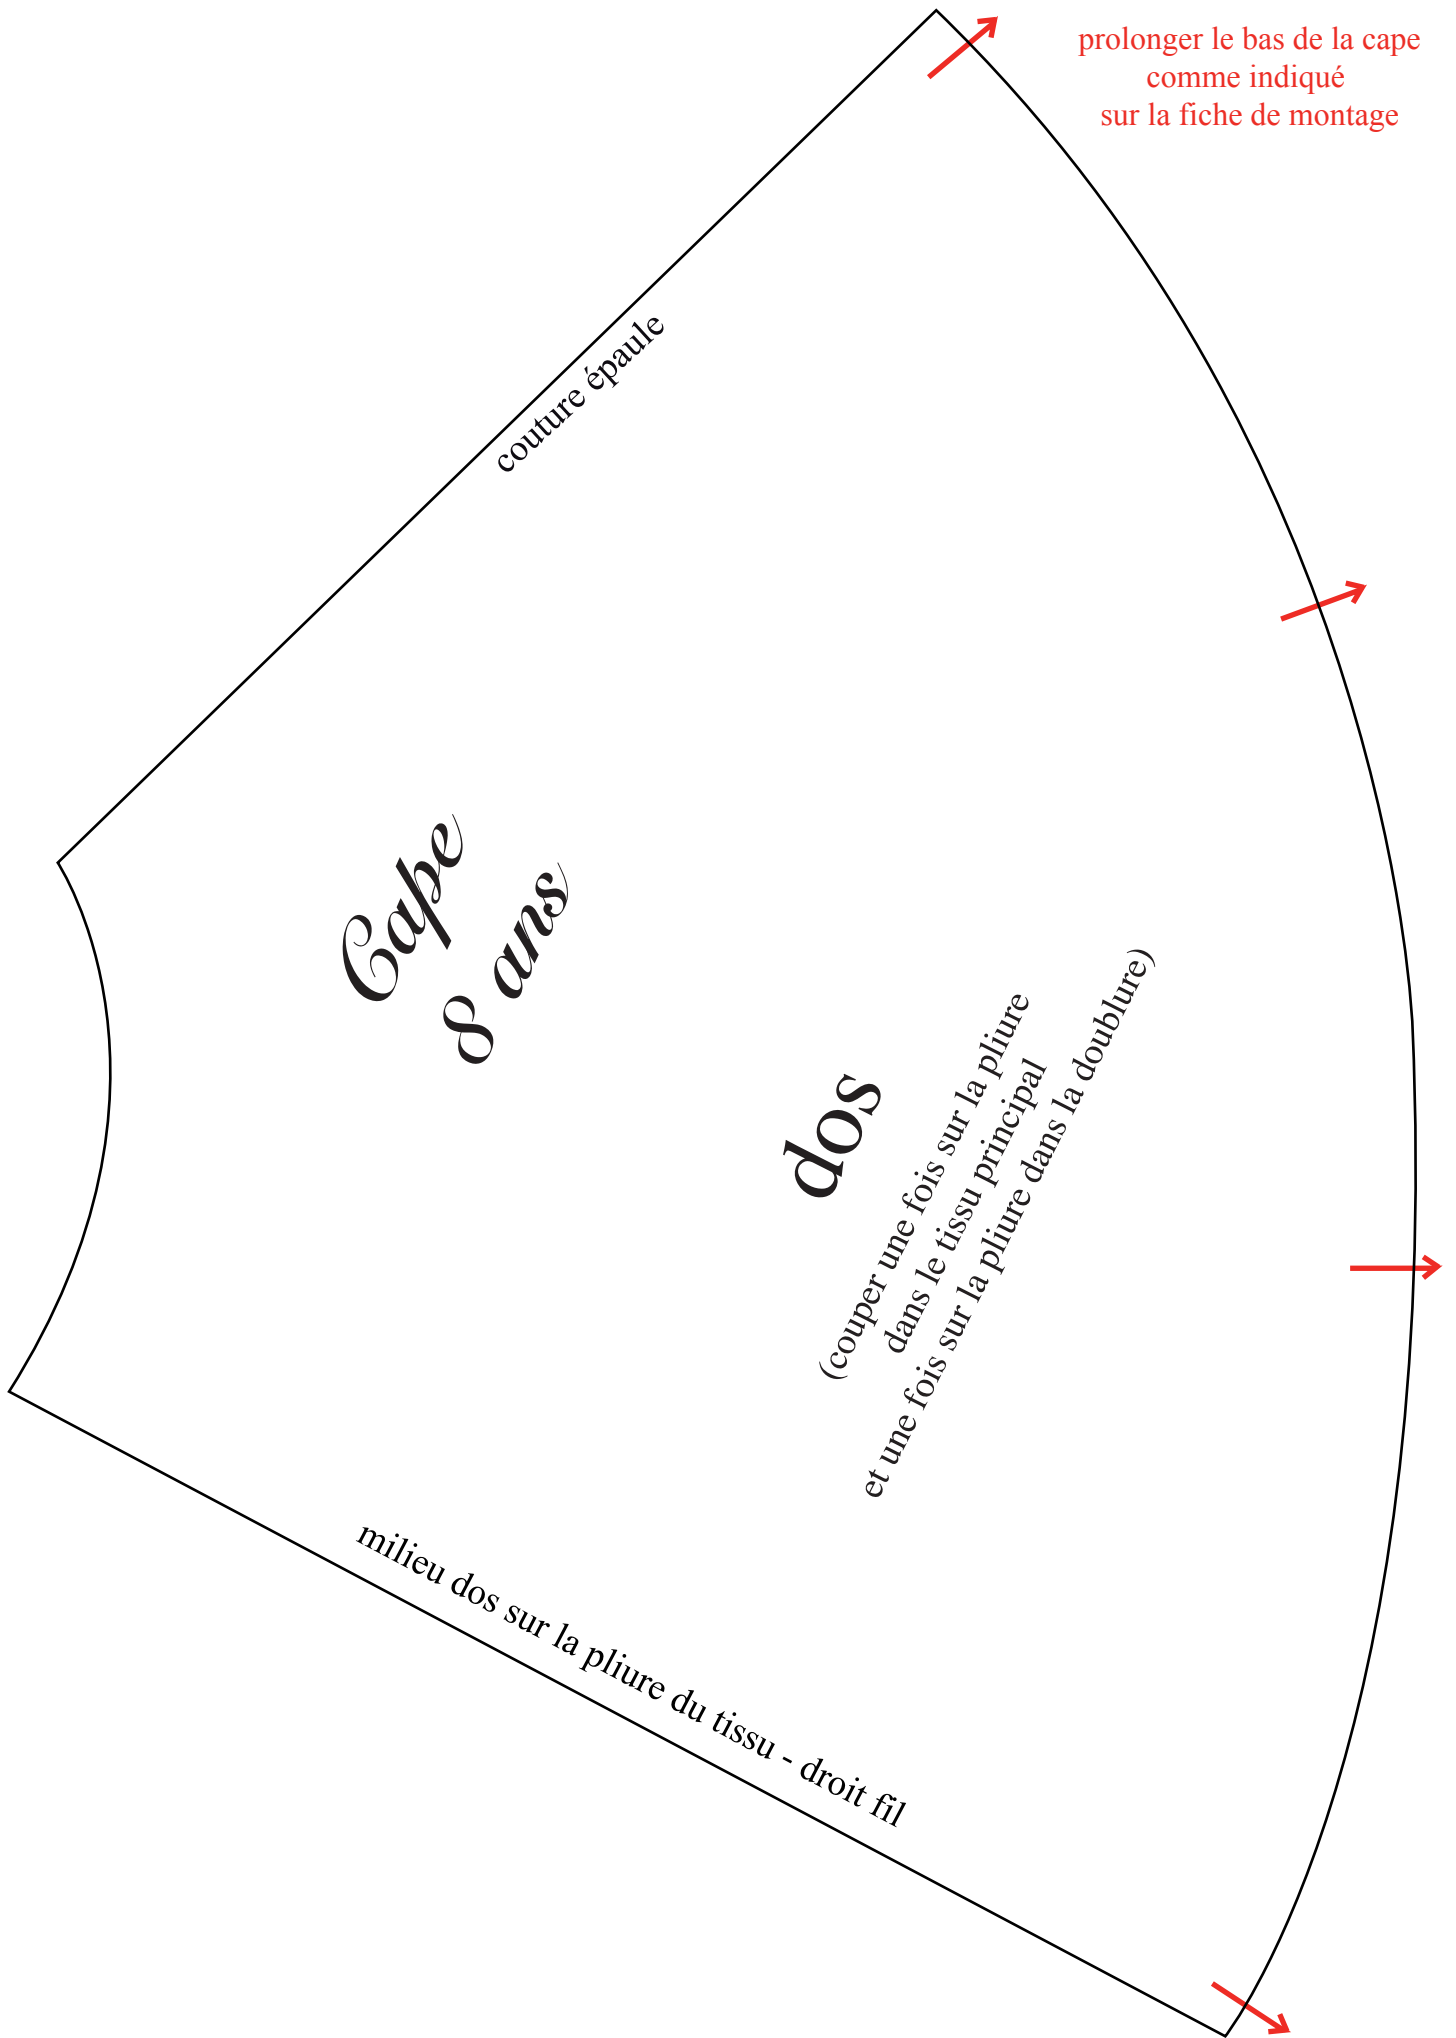 prolonger le bas de la cape
comme indiqué
sur la fiche de montage
couture épaule
Cape
8 ans
dos
(couper une fois sur la pliure
dans le tissu principal
et une fois sur la pliure dans la doublure)
milieu dos sur la pliure du tissu - droit fil